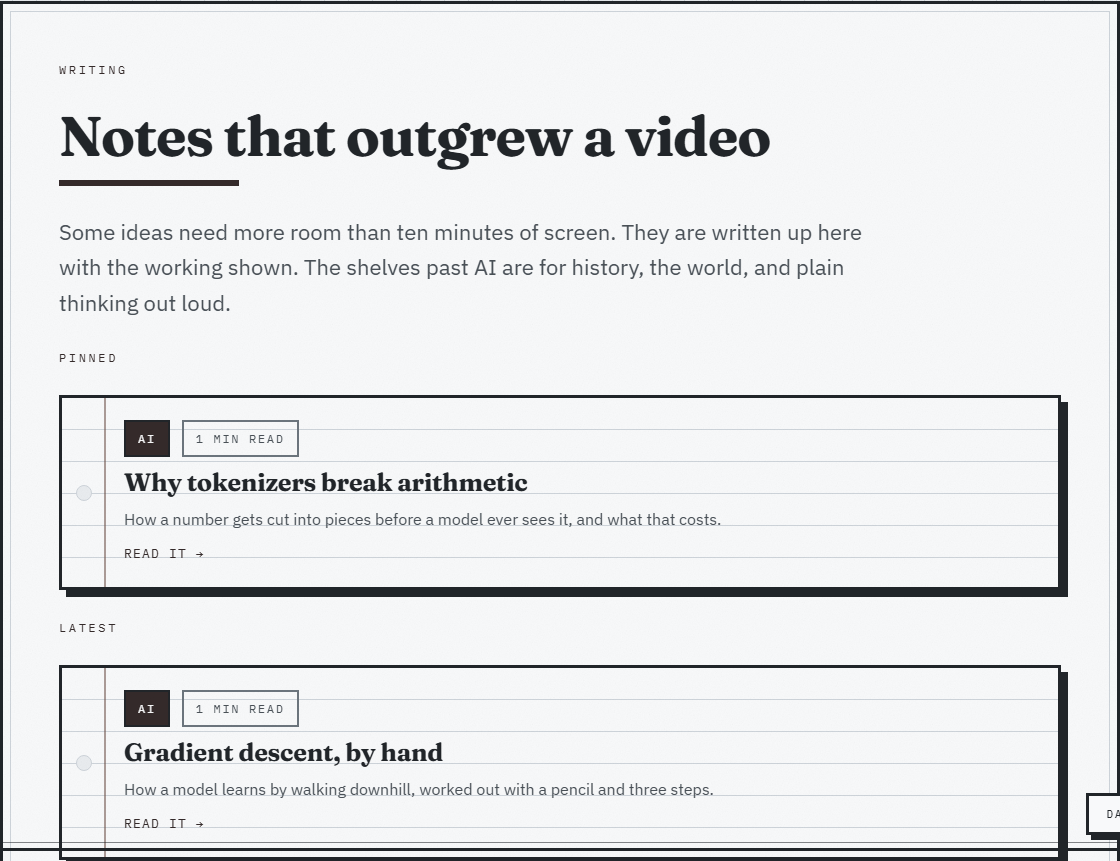 WRITING
Notes that outgrew a video
Some ideas need more room than ten minutes of screen. They are written up here
with the working shown. The shelves past AI are for history, the world, and plain
thinking out loud.
PINNED
AI 1 MIN READ
Why tokenizers break arithmetic
How a number gets cut into pieces before a model ever sees it, and what that costs.
READ IT →
LATEST
AI 1 MIN READ
Gradient descent, by hand
How a model learns by walking downhill, worked out with a pencil and three steps.
READ IT →